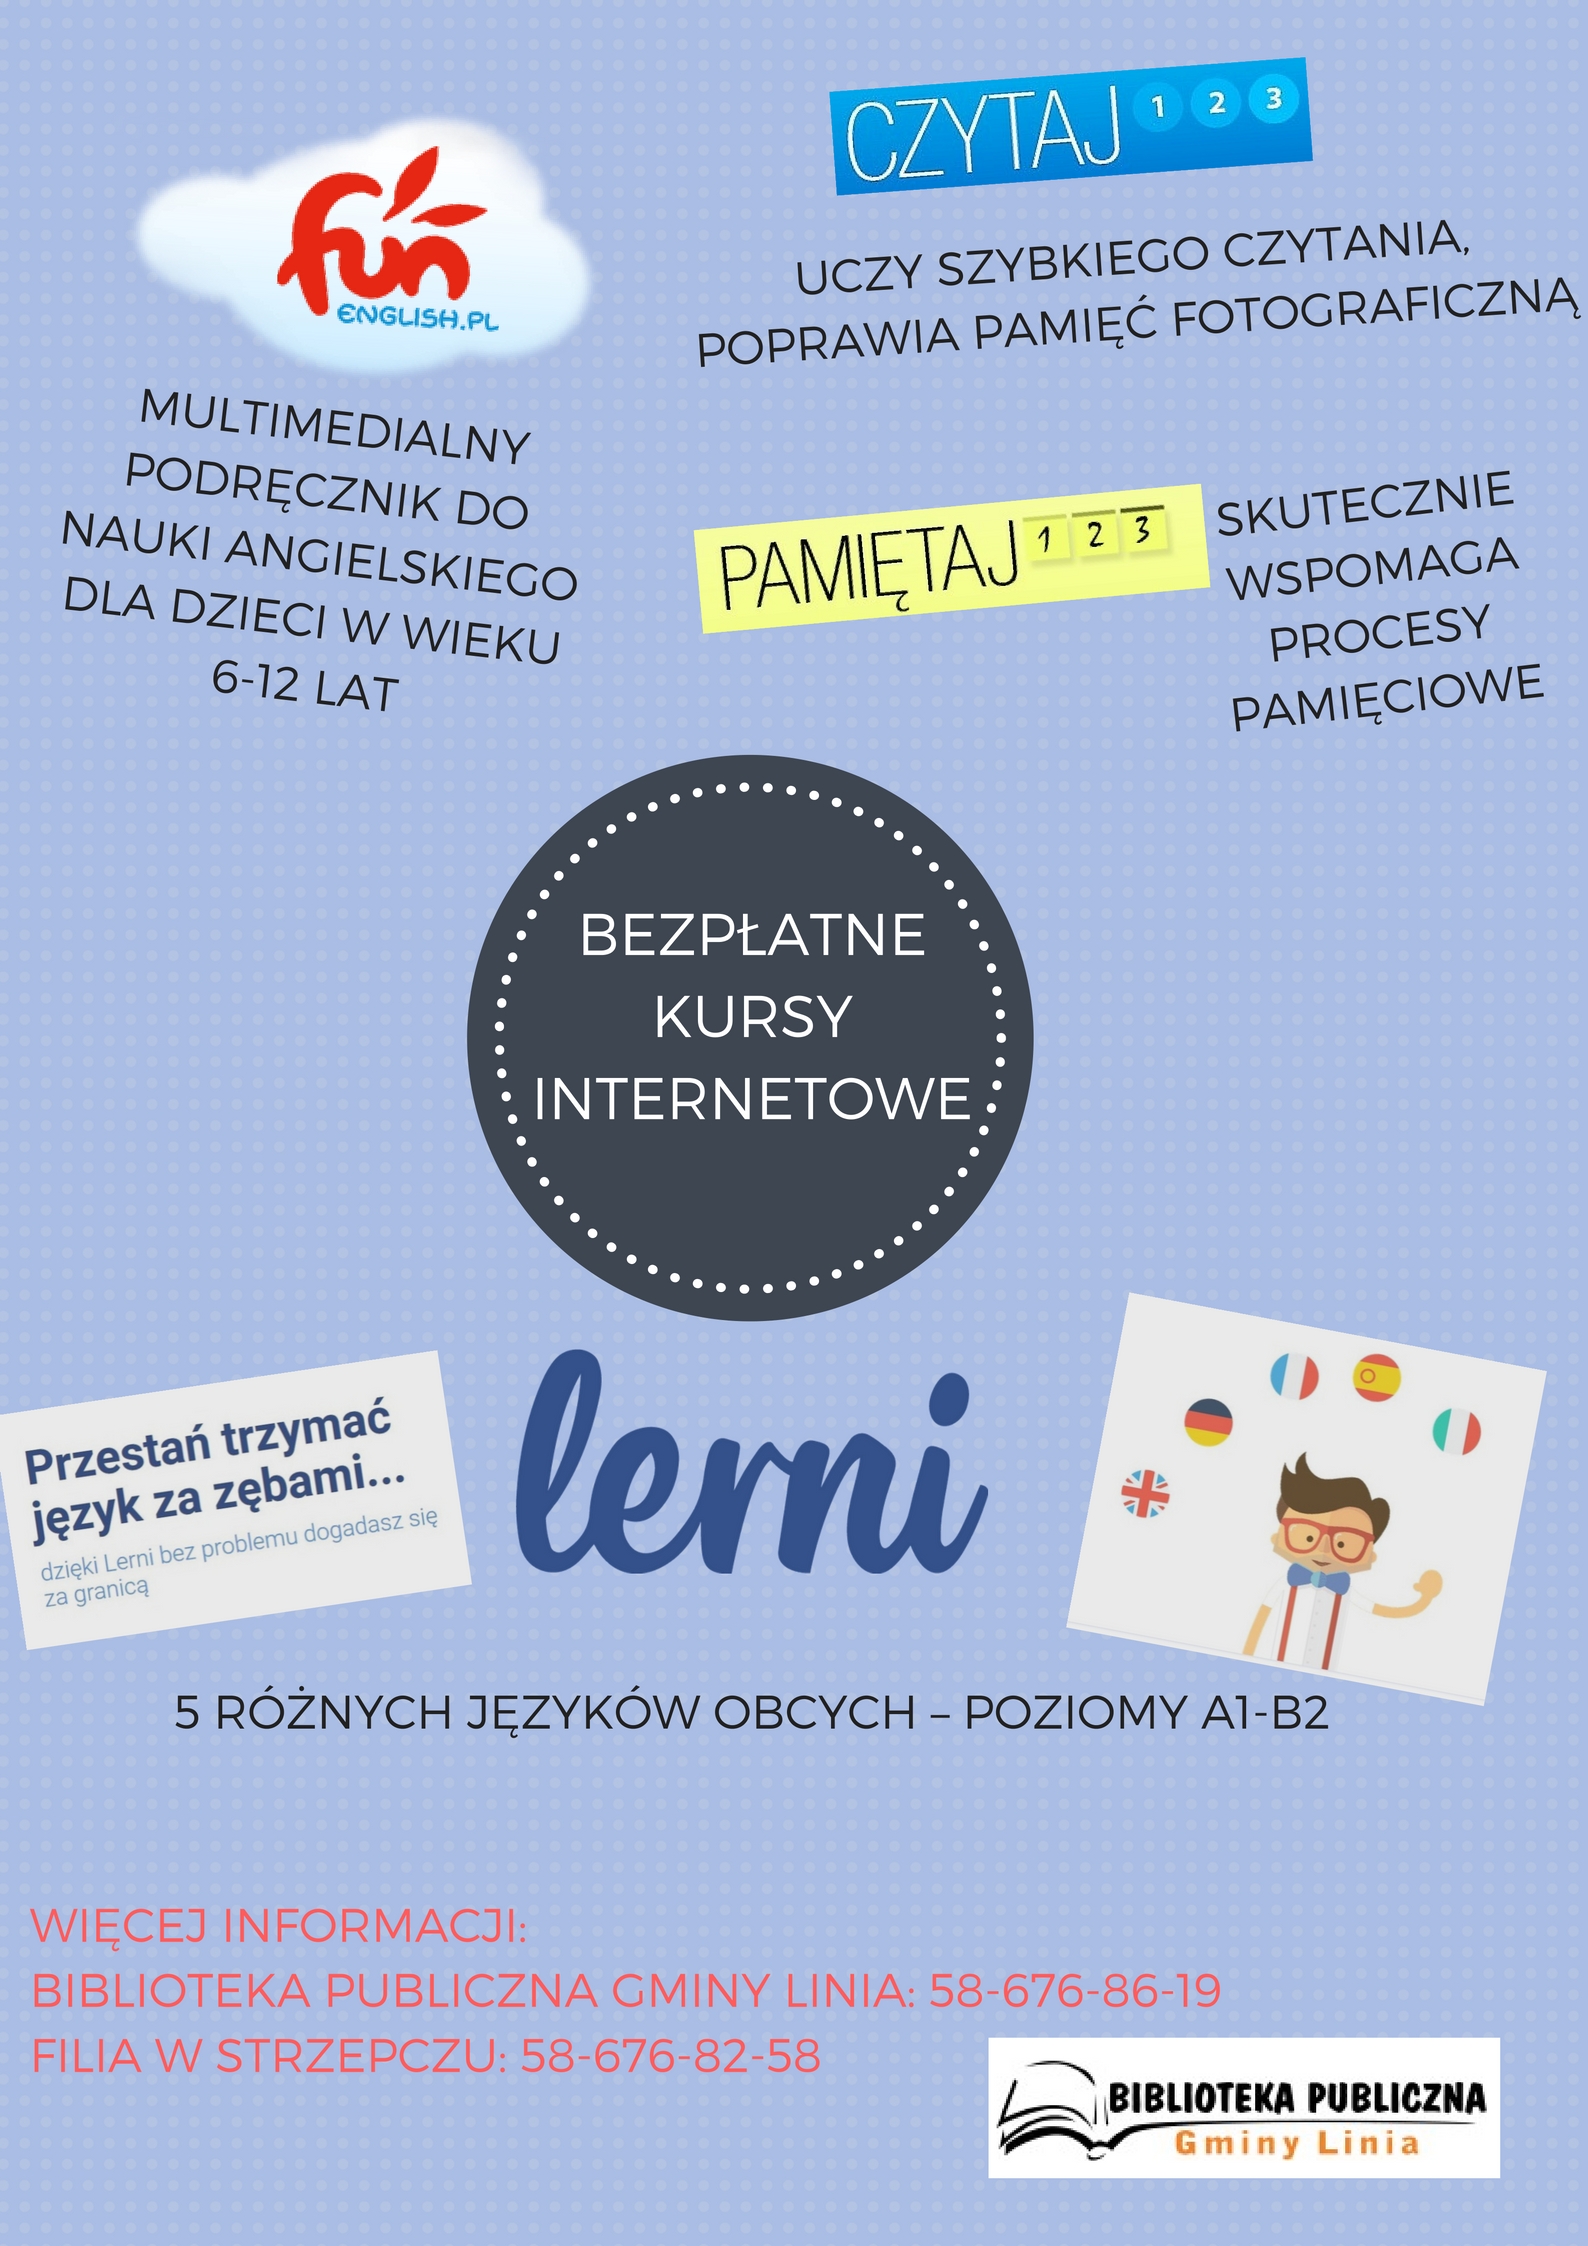 fun
ENGLISH.PL
MULTIMEDIALNY
PODRĘCZNIK DO
NAUKI ANGIELSKIEGO
DLA DZIECI W WIEKU
6-12 LAT
CZYTAJ 1 2 3
UCZY SZYBKIEGO CZYTANIA,
POPRAWIA PAMIĘĆ FOTOGRAFICZNĄ
PAMIĘTAJ 1 2 3
SKUTECZNIE
WSPOMAGA
PROCESY
PAMIĘCIOWE
BEZPŁATNE
KURSY
INTERNETOWE
Przestań trzymać
język za zębami...
dzięki Lerni bez problemu dogadasz się
za granicą
lerni
5 RÓŻNYCH JĘZYKÓW OBCYCH – POZIOMY A1-B2
WIĘCEJ INFORMACJI:
BIBLIOTEKA PUBLICZNA GMINY LINIA: 58-676-86-19
FILIA W STRZEPCZU: 58-676-82-58
BIBLIOTEKA PUBLICZNA
Gminy Linia